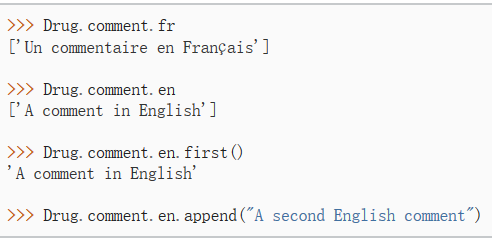 >>> Drug.comment.fr
['Un commentaire en Français']
>>> Drug.comment.en
['A comment in English']
>>> Drug.comment.en.first()
'A comment in English'
>>> Drug.comment.en.append("A second English comment")